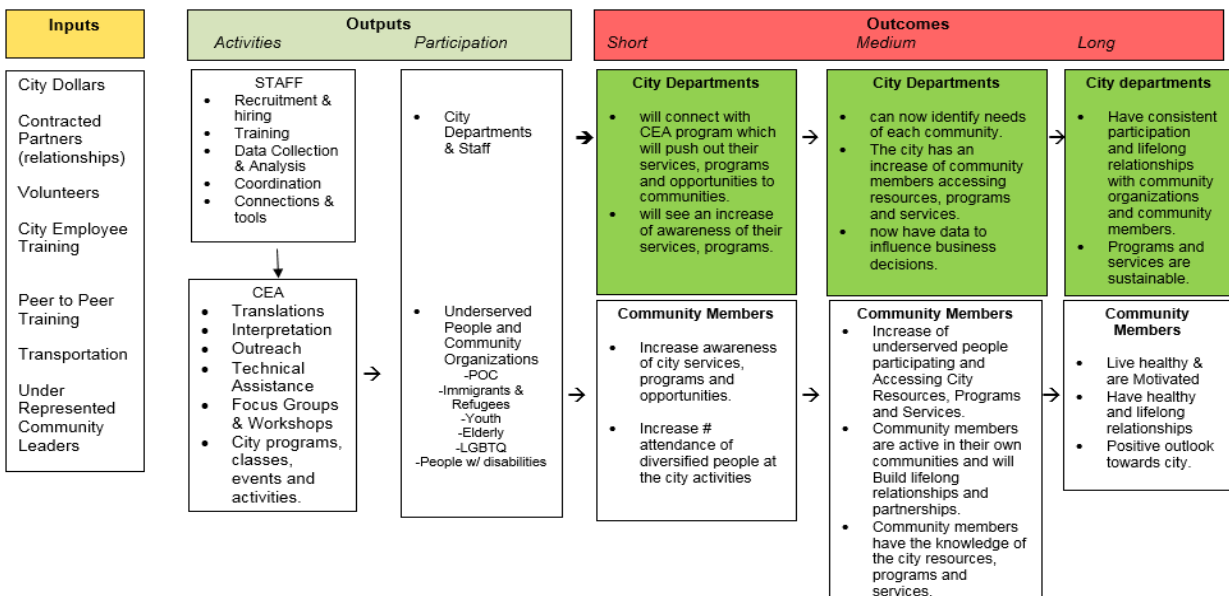 Inputs
Outputs
Activities Participation
Outcomes
Short Medium Long
City Dollars
Contracted
Partners
(relationships)
Volunteers
City Employee
Training
Peer to Peer
Training
Transportation
Under
Represented
Community
Leaders
STAFF
• Recruitment &
hiring
• Training
• Data Collection
& Analysis
• Coordination
• Connections &
tools
CEA
• Translations
• Interpretation
• Outreach
• Technical
Assistance
• Focus Groups
& Workshops
• City programs,
classes,
events and
activities.
• City
Departments
& Staff
• Underserved
People and
Community
Organizations
-POC
-Immigrants &
Refugees
-Youth
-Elderly
-LGBTQ
-People w/ disabilities
City Departments
• will connect with
CEA program which
will push out their
services, programs
and opportunities to
communities.
• will see an increase
of awareness of their
services, programs.
Community Members
• Increase awareness
of city services,
programs and
opportunities.
• Increase #
attendance of
diversified people at
the city activities
City Departments
• can now identify needs
of each community.
• The city has an
increase of community
members accessing
resources, programs
and services.
• now have data to
influence business
decisions.
Community Members
• Increase of
underserved people
participating and
Accessing City
Resources, Programs
and Services.
• Community members
are active in their own
communities and will
Build lifelong
relationships and
partnerships.
• Community members
have the knowledge of
the city resources,
programs and
services.
City departments
• Have consistent
participation
and lifelong
relationships
with community
organizations
and community
members.
• Programs and
services are
sustainable.
Community
Members
• Live healthy &
are Motivated
• Have healthy
and lifelong
relationships
• Positive outlook
towards city.